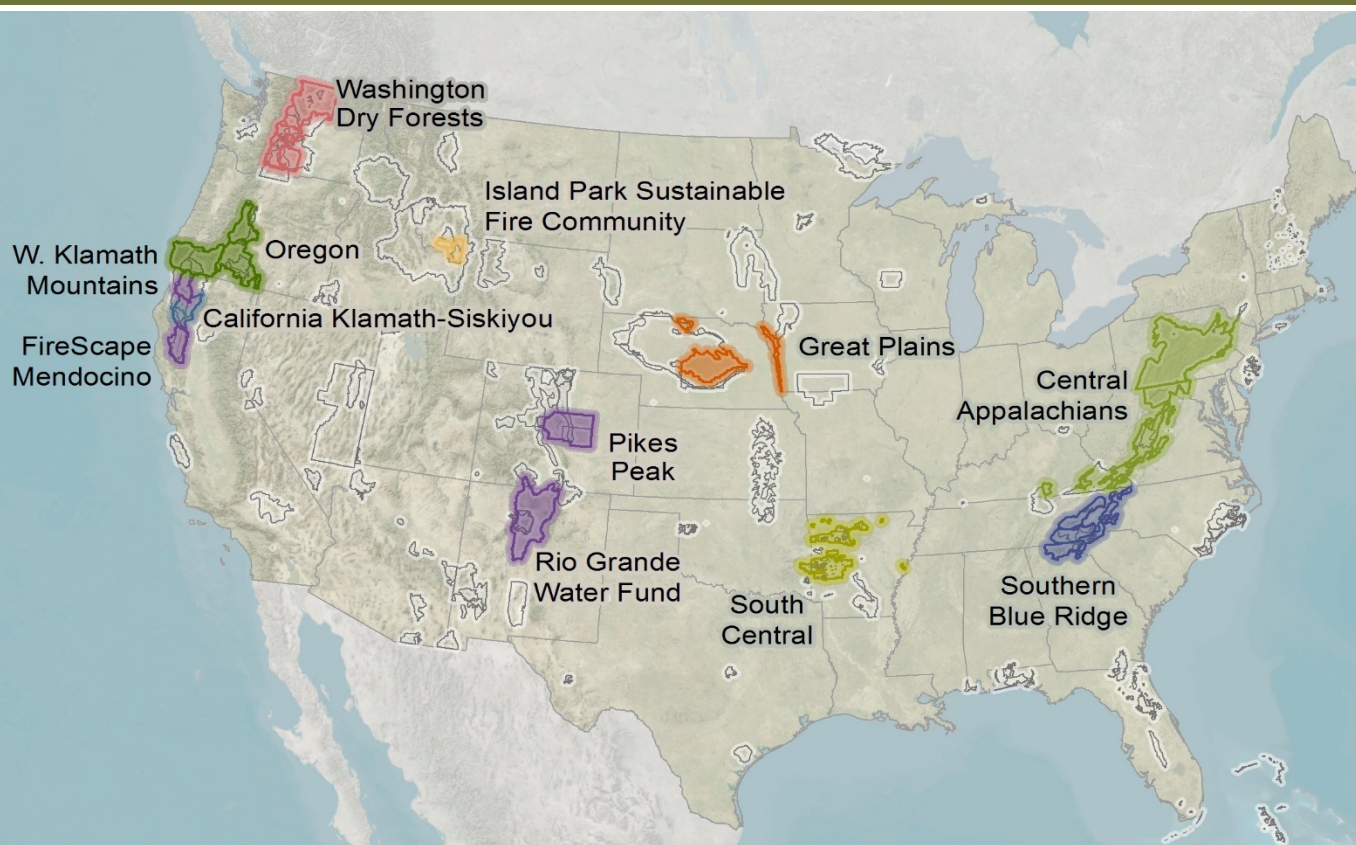 Washington
Dry Forests
Island Park Sustainable
Fire Community
W. Klamath
Mountains
Oregon
California Klamath-Siskiyou
FireScape
Mendocino
Great Plains
Central
Appalachians
Pikes
Peak
Rio Grande
Water Fund
South
Central
Southern
Blue Ridge